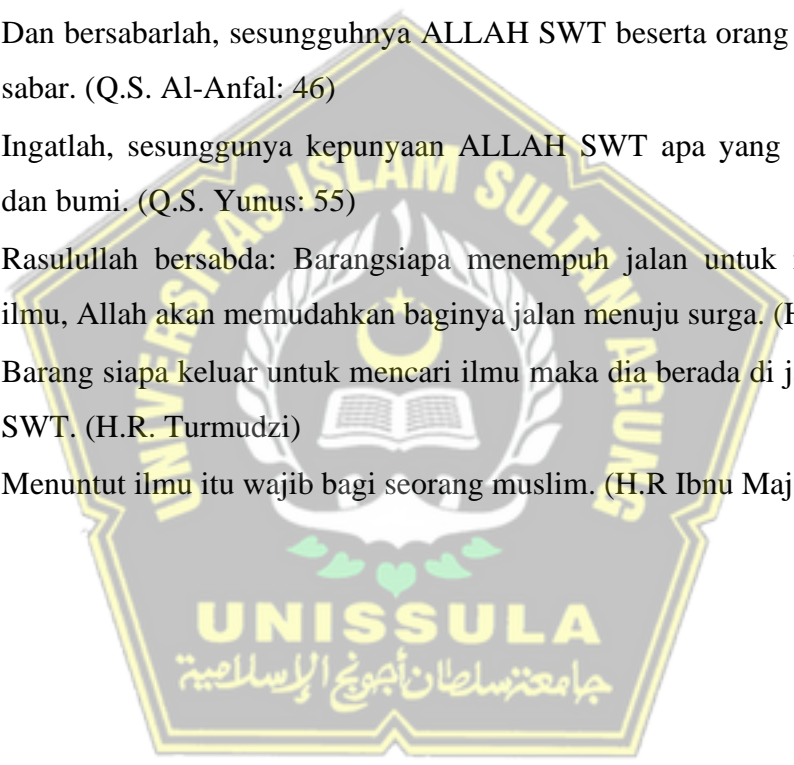 Dan bersabarlah, sesungguhnya ALLAH SWT beserta orang
sabar. (Q.S. Al-Anfal: 46)
Ingatlah, sesunggunya kepunyaan ALLAH SWT apa yang
dan bumi. (Q.S. Yunus: 55)
Rasulullah bersabda: Barangsiapa menempuh jalan untuk
ilmu, Allah akan memudahkan baginya jalan menuju surga. (H
Barang siapa keluar untuk mencari ilmu maka dia berada di j
SWT. (H.R. Turmudzi)
Menuntut ilmu itu wajib bagi seorang muslim. (H.R Ibnu Maj
UNIVERSITAS ISLAM SULTAN AGUNG
UNISSULA
جامعة سلطان أجونج الإسلامية